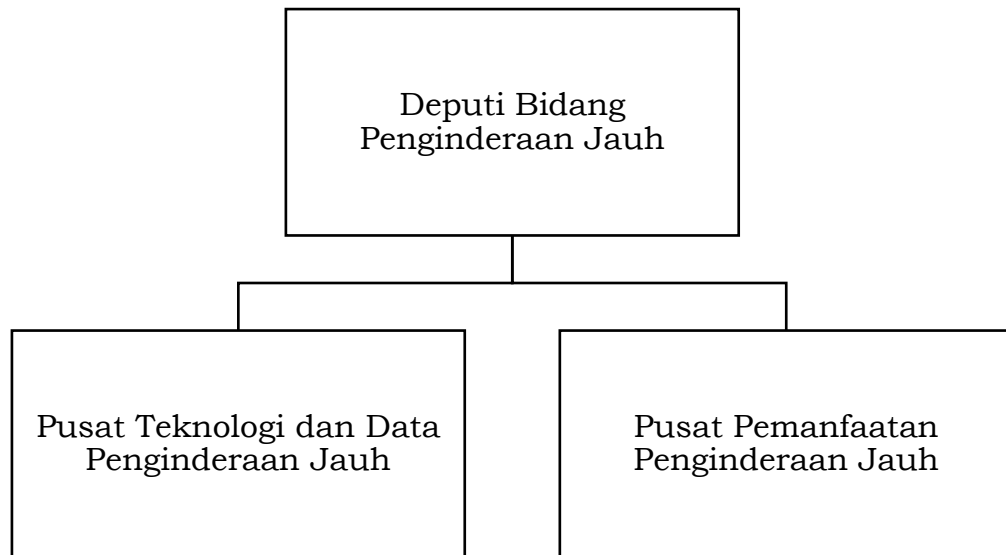 Deputi Bidang
Penginderaan Jauh
Pusat Teknologi dan Data
Penginderaan Jauh
Pusat Pemanfaatan
Penginderaan Jauh